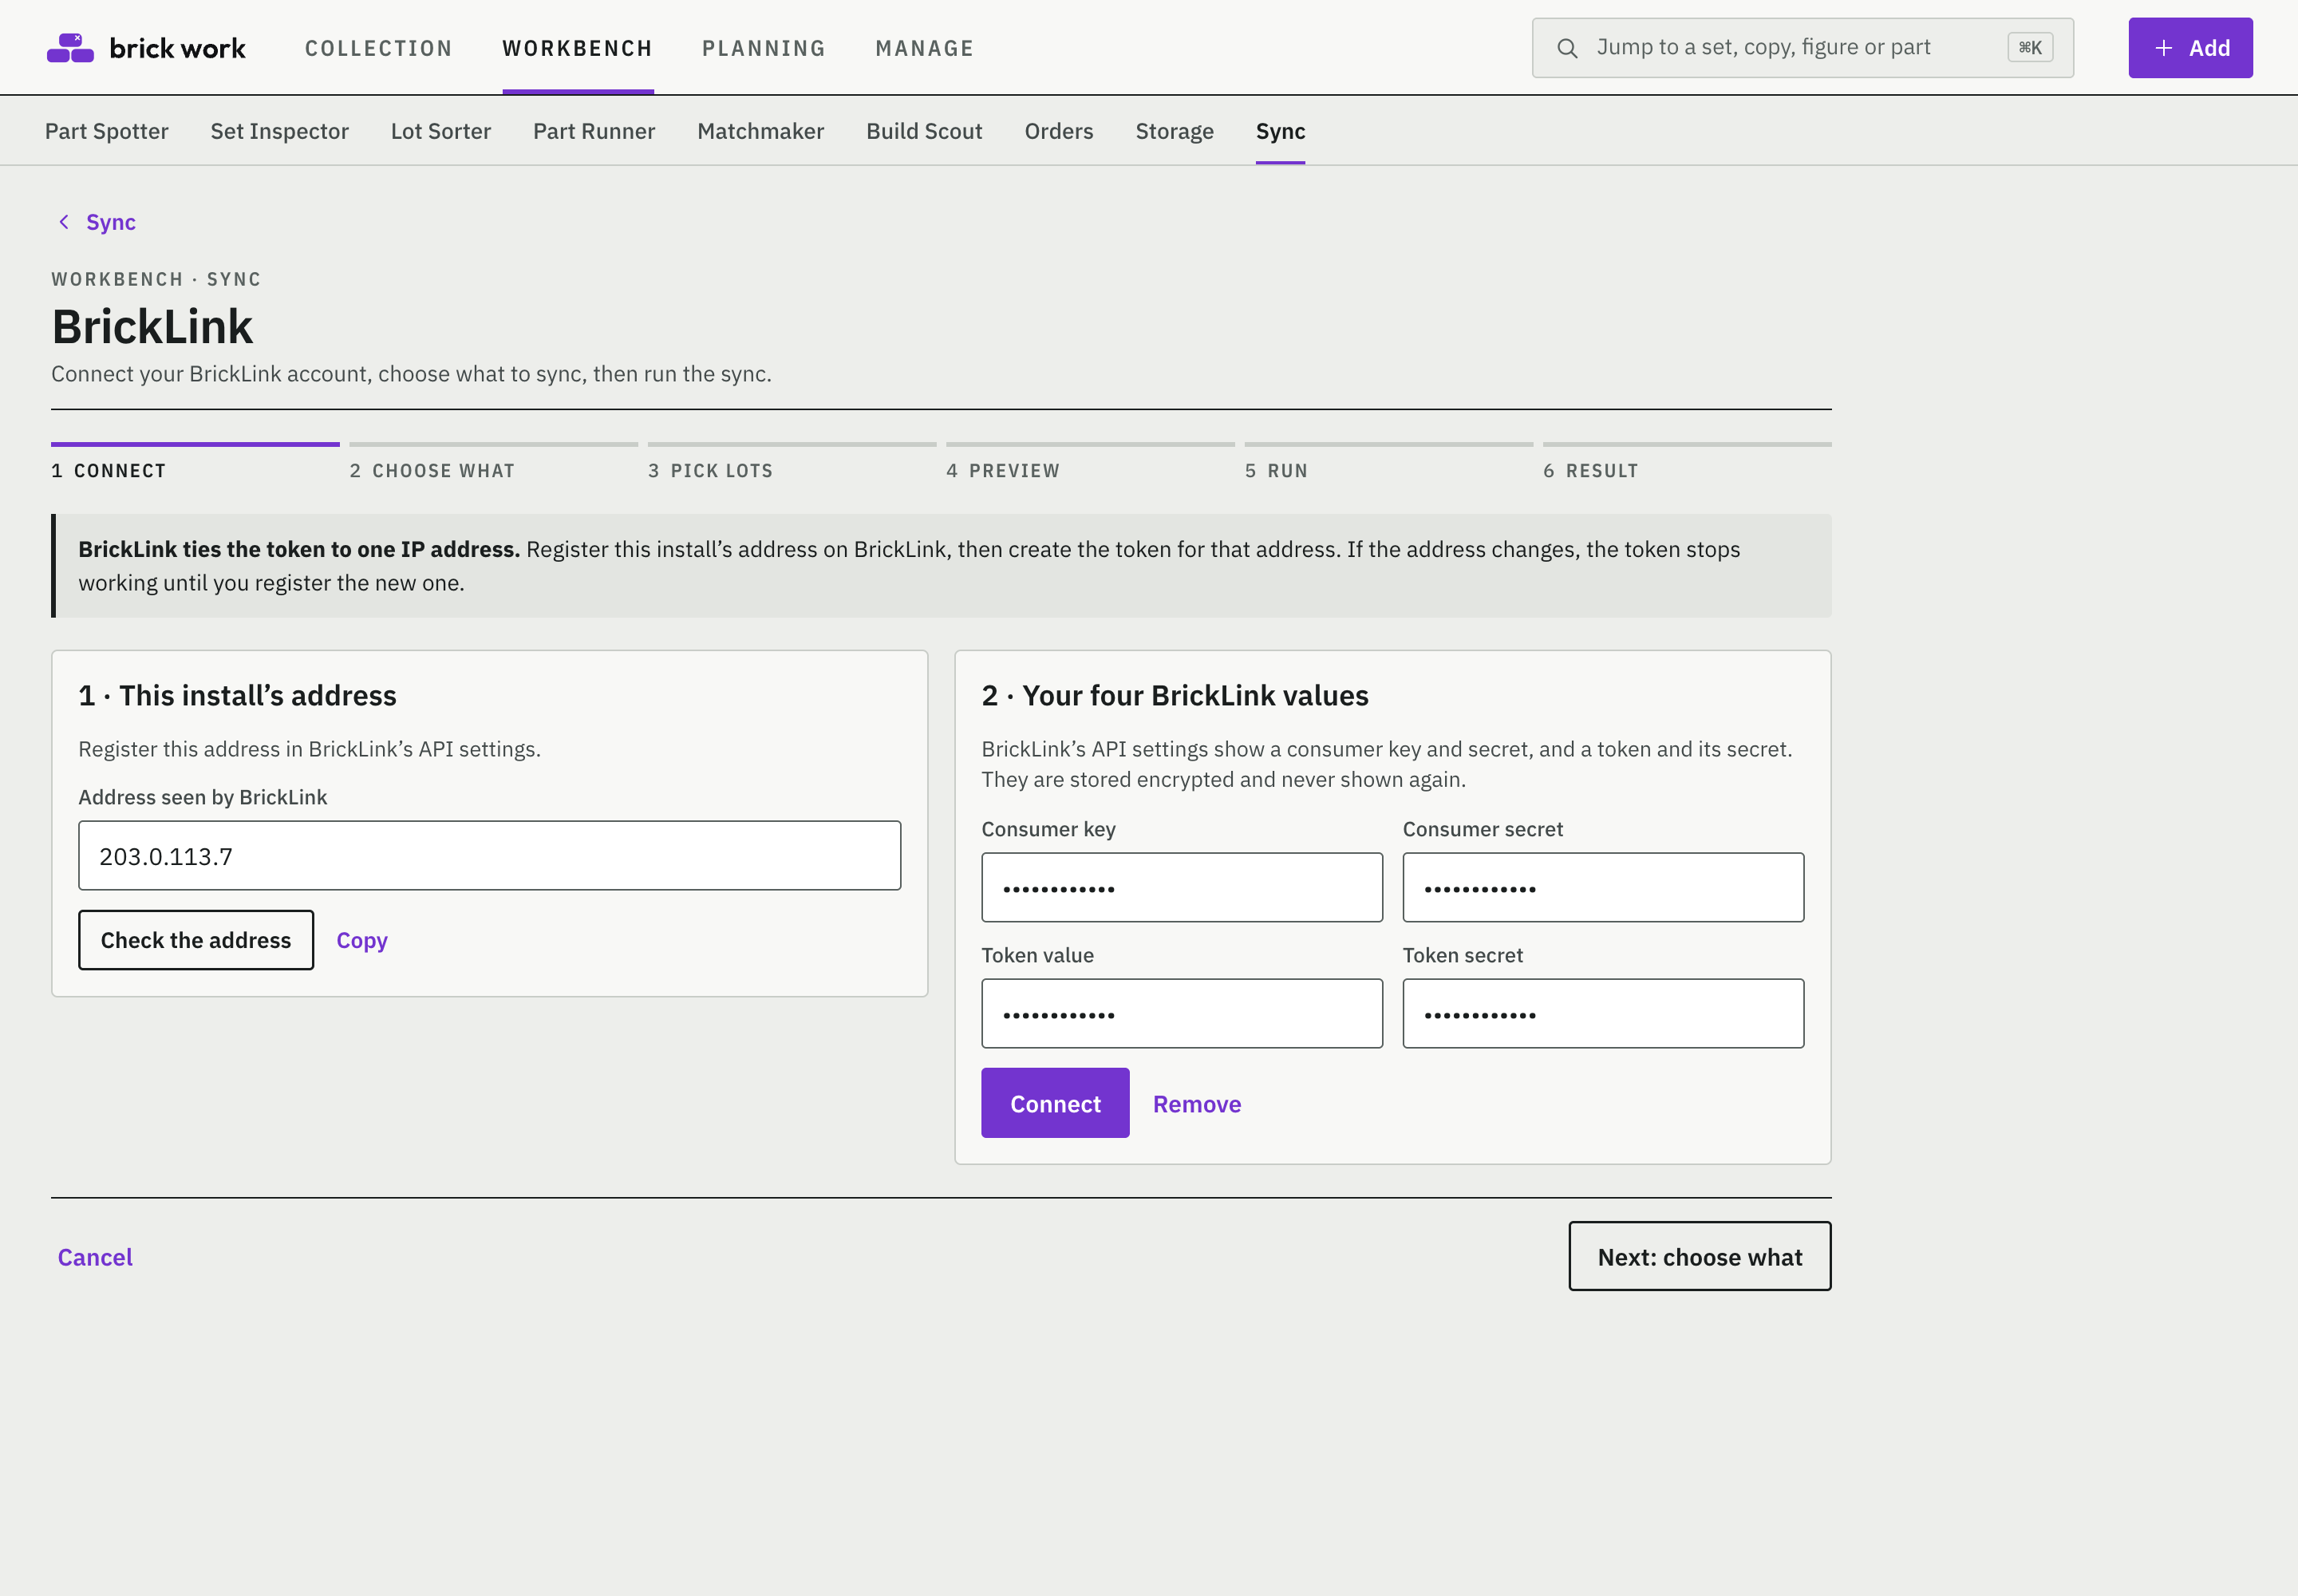 brick work
COLLECTION
WORKBENCH
PLANNING
MANAGE
Jump to a set, copy, figure or part
⌘K
+ Add
Part Spotter
Set Inspector
Lot Sorter
Part Runner
Matchmaker
Build Scout
Orders
Storage
Sync
Sync
WORKBENCH · SYNC
BrickLink
Connect your BrickLink account, choose what to sync, then run the sync.
1 CONNECT
2 CHOOSE WHAT
3 PICK LOTS
4 PREVIEW
5 RUN
6 RESULT
BrickLink ties the token to one IP address. Register this install’s address on BrickLink, then create the token for that address. If the address changes, the token stops
working until you register the new one.
1 · This install’s address
Register this address in BrickLink’s API settings.
Address seen by BrickLink
203.0.113.7
Check the address
Copy
2 · Your four BrickLink values
BrickLink’s API settings show a consumer key and secret, and a token and its secret.
They are stored encrypted and never shown again.
Consumer key
Consumer secret
••••••••••••
••••••••••••
Token value
Token secret
••••••••••••
••••••••••••
Connect
Remove
Cancel
Next: choose what